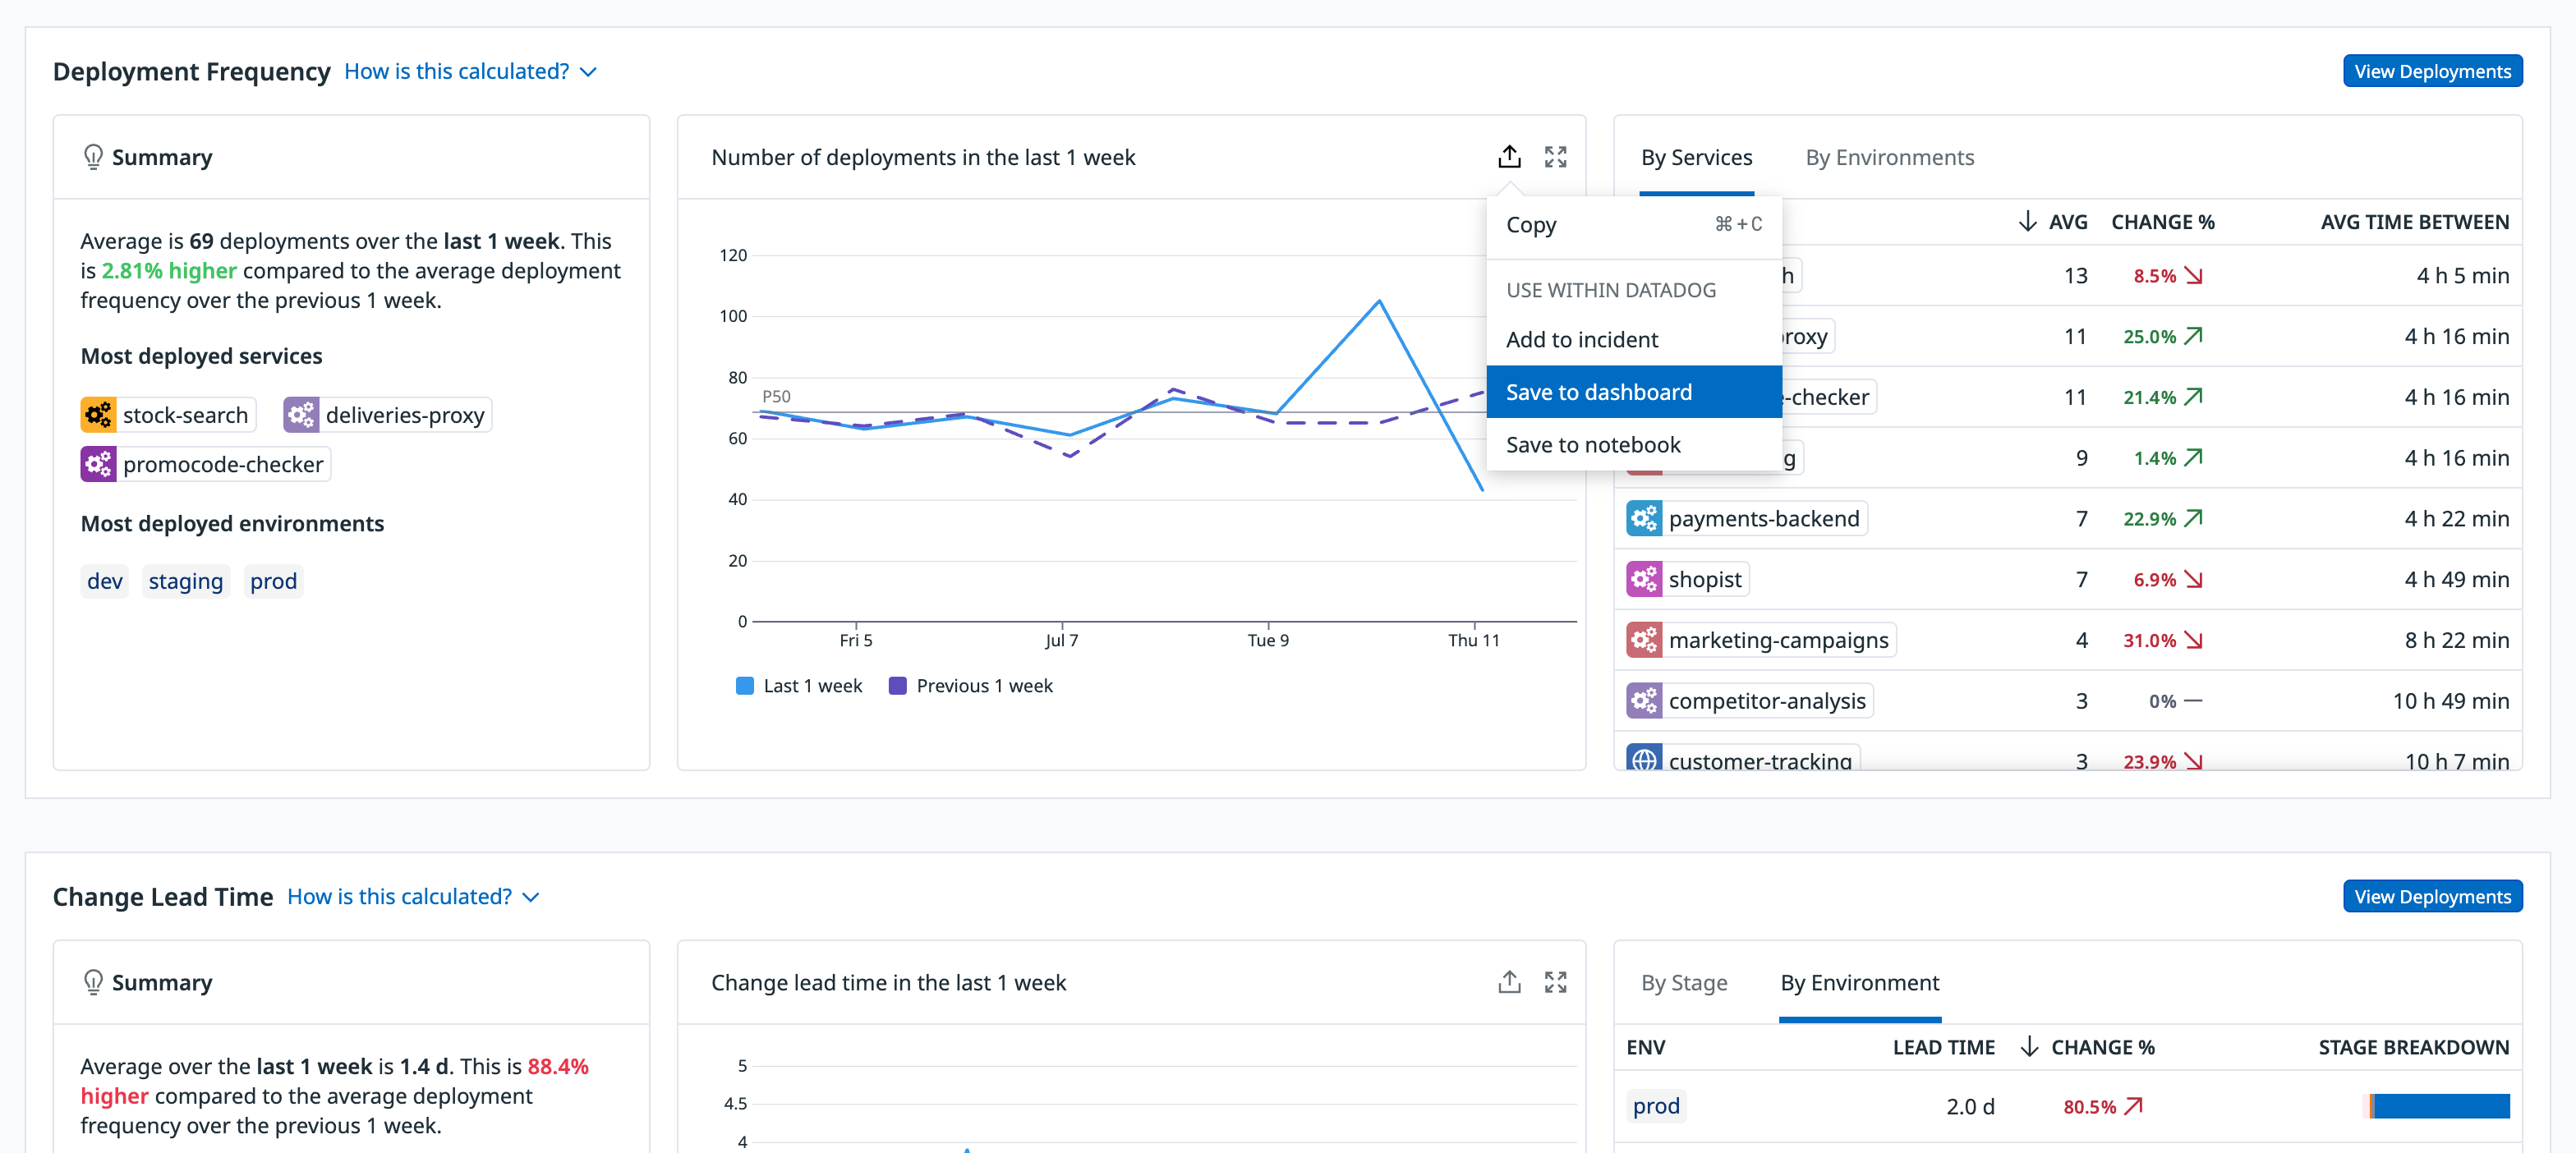 Deployment Frequency How is this calculated?
View Deployments
Summary
Average is 69 deployments over the last 1 week. This
is 2.81% higher compared to the average deployment
frequency over the previous 1 week.
Most deployed services
stock-search deliveries-proxy
promocode-checker
Most deployed environments
dev staging prod
Number of deployments in the last 1 week
120
100
80
P50
60
40
20
0
Fri 5 Jul 7 Tue 9 Thu 11
Last 1 week Previous 1 week
Copy ⌘+C
USE WITHIN DATADOG
Add to incident
Save to dashboard
Save to notebook
By Services By Environments
AVG CHANGE % AVG TIME BETWEEN
h 13 8.5% 4 h 5 min
roxy 11 25.0% 4 h 16 min
-checker 11 21.4% 4 h 16 min
g 9 1.4% 4 h 16 min
payments-backend 7 22.9% 4 h 22 min
shopist 7 6.9% 4 h 49 min
marketing-campaigns 4 31.0% 8 h 22 min
competitor-analysis 3 0% — 10 h 49 min
customer-tracking 3 23.9% 10 h 7 min
Change Lead Time How is this calculated?
View Deployments
Summary
Average over the last 1 week is 1.4 d. This is 88.4%
higher compared to the average deployment
frequency over the previous 1 week.
Change lead time in the last 1 week
5
4.5
4
By Stage By Environment
ENV LEAD TIME CHANGE % STAGE BREAKDOWN
prod 2.0 d 80.5%